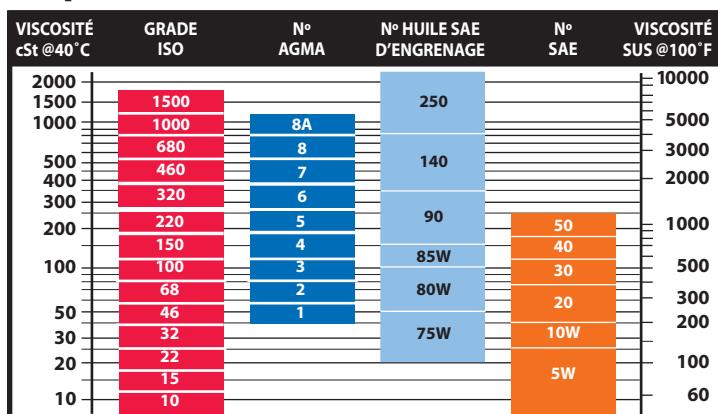 VISCOSITÉ GRADE Nº Nº HUILE SAE Nº VISCOSITÉ
cSt @40˚C ISO AGMA D'ENGRENAGE SAE SUS @100˚F
2000 10000
1500 1500 250
1000 1000 8A 5000
680 8 3000
500 460 7 140
400 2000
300 320 6
200 220 5 90 50 1000
150 4 85W 40
100 100 3 30 500
68 2 80W 300
50 46 1 20 200
30 32 75W 10W
20 22 100
15 5W
10 10 60